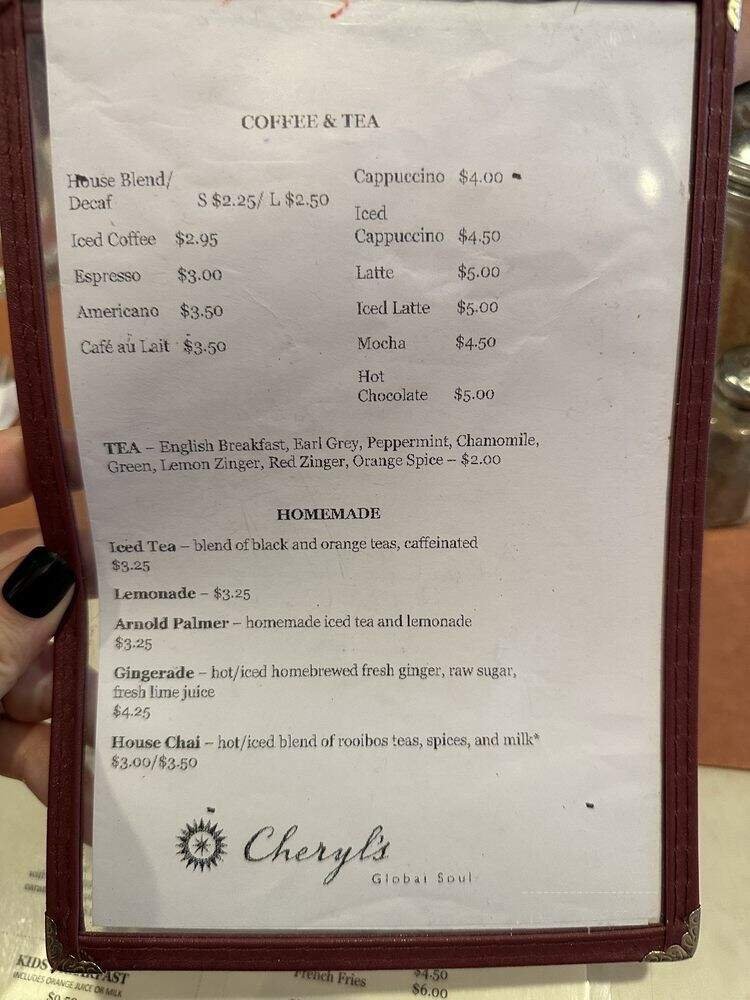 COFFEE & TEA
House Blend/
Decaf S $2.25/ L $2.50
Iced Coffee $2.95
Espresso $3.00
Americano $3.50
Café au Lait $3.50
Cappuccino $4.00
Iced
Cappuccino $4.50
Latte $5.00
Iced Latte $5.00
Mocha $4.50
Hot
Chocolate $5.00
TEA – English Breakfast, Earl Grey, Peppermint, Chamomile,
Green, Lemon Zinger, Red Zinger, Orange Spice – $2.00
HOMEMADE
Iced Tea – blend of black and orange teas, caffeinated
$3.25
Lemonade – $3.25
Arnold Palmer – homemade iced tea and lemonade
$3.25
Gingerade – hot/iced homebrewed fresh ginger, raw sugar,
fresh lime juice
$4.25
House Chai – hot/iced blend of rooibos teas, spices, and milk*
$3.00/$3.50
Cheryl's
Global Soul
KIDS
INCLUDES ORANGE JUICE OR MILK
French Fries $4.50
$6.00